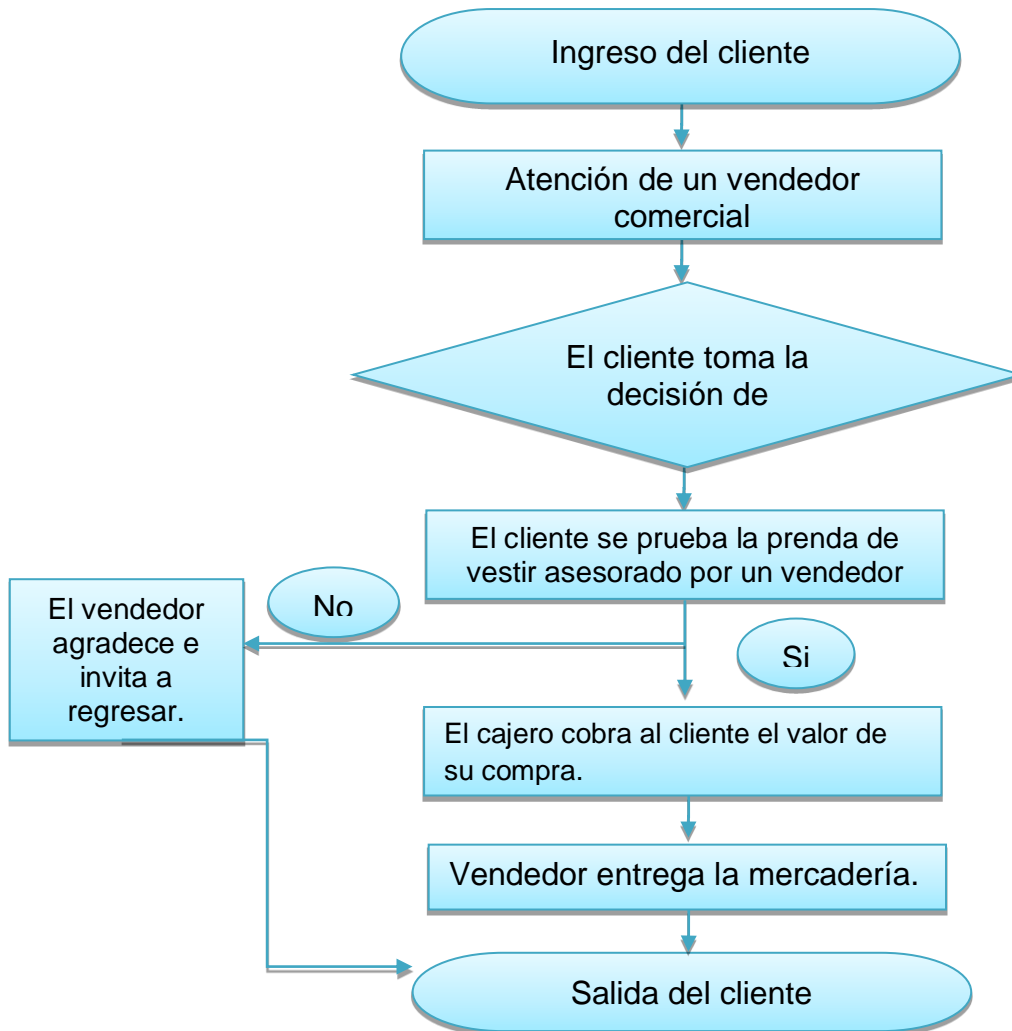 Ingreso del cliente
Atención de un vendedor
comercial
El cliente toma la
decisión de
El cliente se prueba la prenda de
vestir asesorado por un vendedor
No
El vendedor
agradece e
invita a
regresar.
Si
El cajero cobra al cliente el valor de
su compra.
Vendedor entrega la mercadería.
Salida del cliente